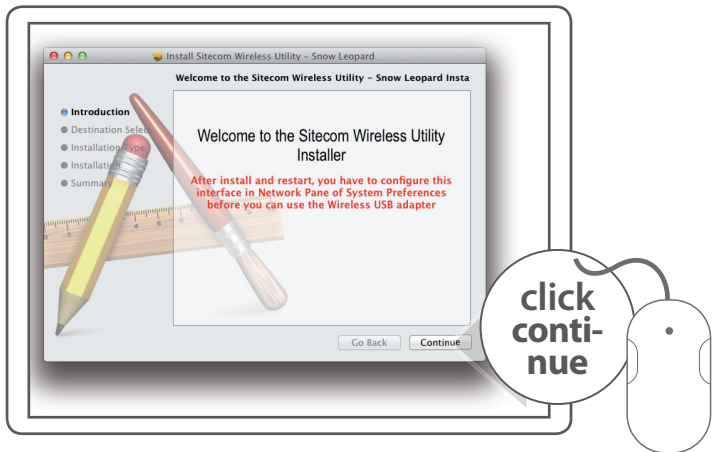 Install Sitecom Wireless Utility – Snow Leopard
Welcome to the Sitecom Wireless Utility – Snow Leopard Insta
Introduction
Destination Select
Installation Type
Installation
Summary
Welcome to the Sitecom Wireless Utility
Installer
After install and restart, you have to configure this
interface in Network Pane of System Preferences
before you can use the Wireless USB adapter
Go Back
Continue
click
conti-
nue